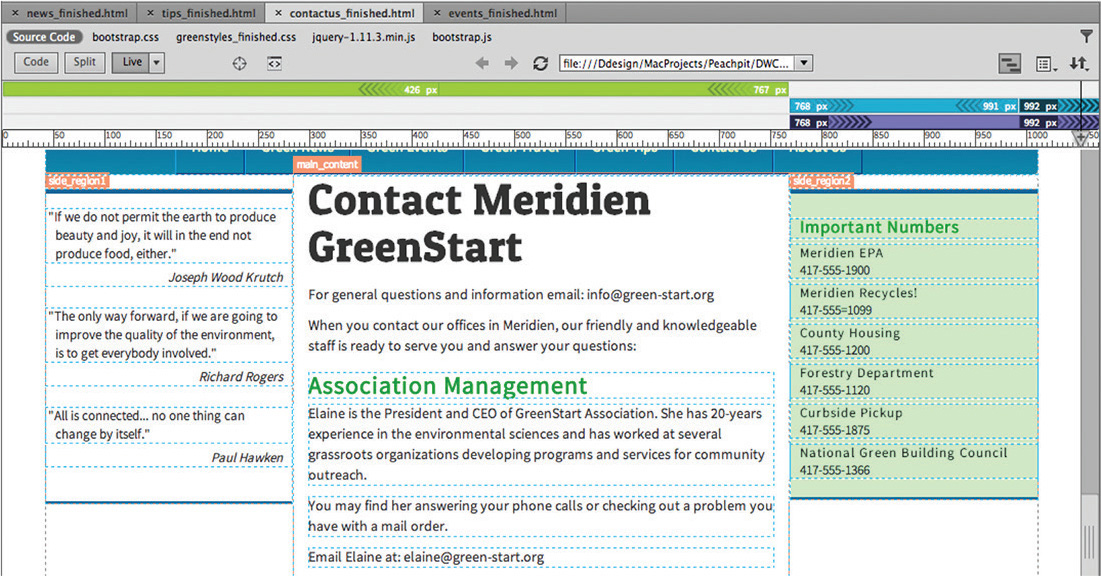 × news_finished.html × tips_finished.html × contactus_finished.html × events_finished.html
Source Code bootstrap.css greenstyles_finished.css jquery-1.11.3.min.js bootstrap.js
Code Split Live file:///Ddesign/MacProjects/Peachpit/DWC...
426 px 767 px
768 px 991 px 992 px
768 px 992 px
0 50 100 150 200 250 300 350 400 450 500 550 600 650 700 750 800 850 900 950 1000
main_content
side_region1
"If we do not permit the earth to produce
beauty and joy, it will in the end not
produce food, either."
Joseph Wood Krutch
"The only way forward, if we are going to
improve the quality of the environment,
is to get everybody involved."
Richard Rogers
"All is connected... no one thing can
change by itself."
Paul Hawken
Contact Meridien
GreenStart
For general questions and information email: info@green-start.org
When you contact our offices in Meridien, our friendly and knowledgeable
staff is ready to serve you and answer your questions:
Association Management
Elaine is the President and CEO of GreenStart Association. She has 20-years
experience in the environmental sciences and has worked at several
grassroots organizations developing programs and services for community
outreach.
You may find her answering your phone calls or checking out a problem you
have with a mail order.
Email Elaine at: elaine@green-start.org
side_region2
Important Numbers
Meridien EPA
417-555-1900
Meridien Recycles!
417-555=1099
County Housing
417-555-1200
Forestry Department
417-555-1120
Curbside Pickup
417-555-1875
National Green Building Council
417-555-1366